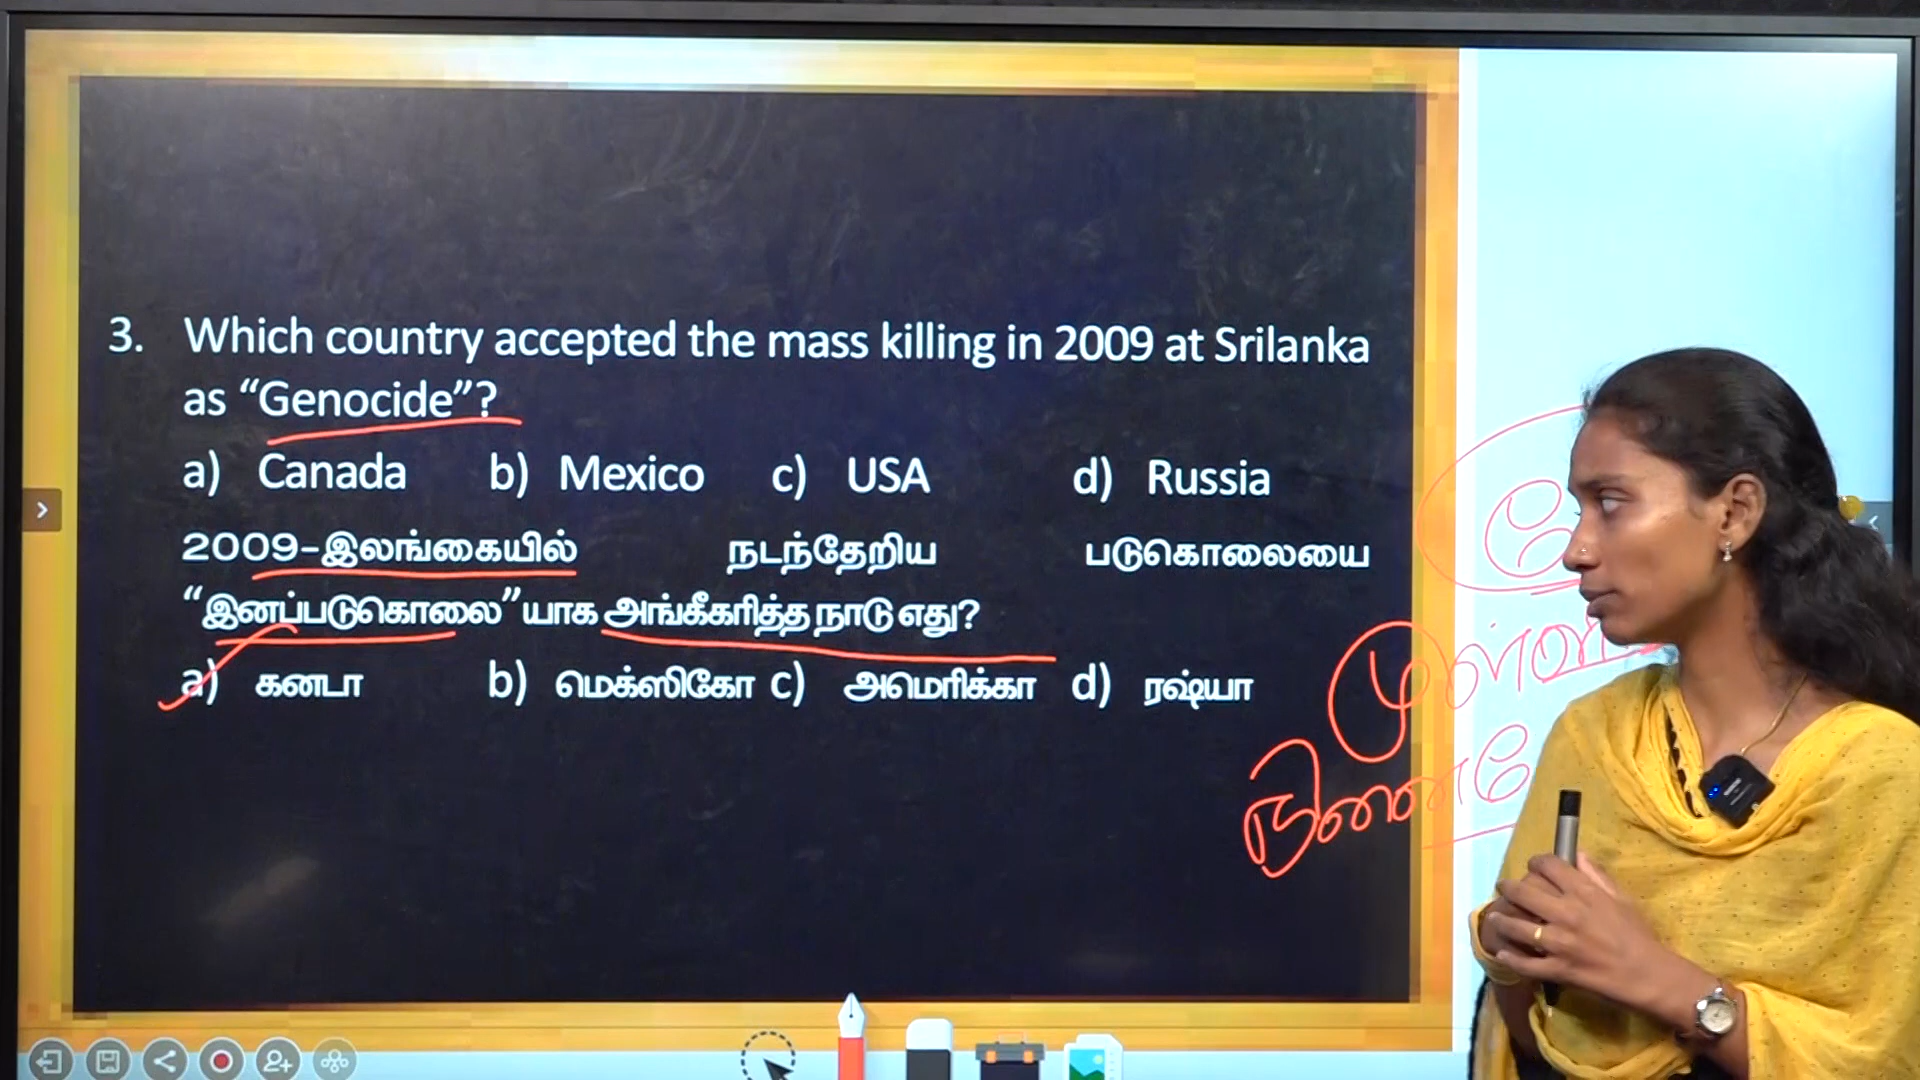 3. Which country accepted the mass killing in 2009 at Srilanka
as “Genocide”?
a) Canada b) Mexico c) USA d) Russia
2009-இலங்கையில் நடந்தேறிய படுகொலையை
“இனப்படுகொலை”யாக அங்கீகரித்த நாடு எது?
a) கனடா b) மெக்ஸிகோ c) அமெரிக்கா d) ரஷ்யா